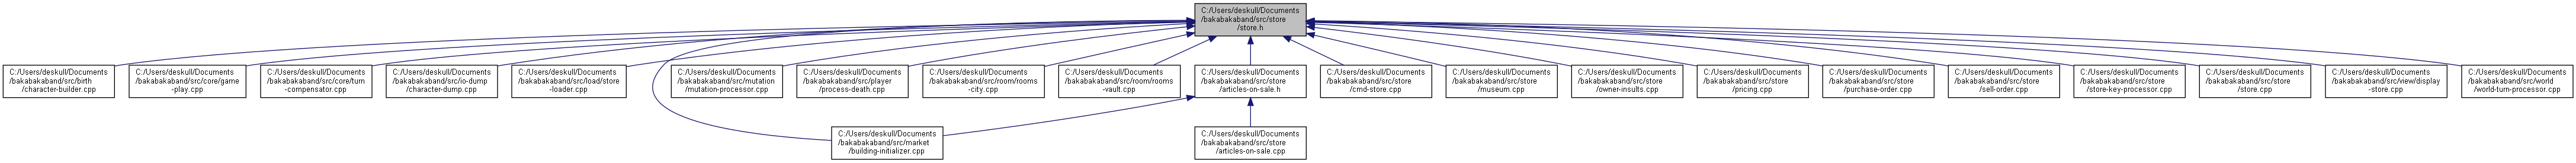 C:/Users/deskull/Documents
/bakabakaband/src/store
/store.h
C:/Users/deskull/Documents
/bakabakaband/src/birth
/character-builder.cpp
C:/Users/deskull/Documents
/bakabakaband/src/core/game
-play.cpp
C:/Users/deskull/Documents
/bakabakaband/src/core/turn
-compensator.cpp
C:/Users/deskull/Documents
/bakabakaband/src/io-dump
/character-dump.cpp
C:/Users/deskull/Documents
/bakabakaband/src/load/store
-loader.cpp
C:/Users/deskull/Documents
/bakabakaband/src/mutation
/mutation-processor.cpp
C:/Users/deskull/Documents
/bakabakaband/src/player
/process-death.cpp
C:/Users/deskull/Documents
/bakabakaband/src/room/rooms
-city.cpp
C:/Users/deskull/Documents
/bakabakaband/src/room/rooms
-vault.cpp
C:/Users/deskull/Documents
/bakabakaband/src/store
/articles-on-sale.h
C:/Users/deskull/Documents
/bakabakaband/src/store
/cmd-store.cpp
C:/Users/deskull/Documents
/bakabakaband/src/store
/museum.cpp
C:/Users/deskull/Documents
/bakabakaband/src/store
/owner-insults.cpp
C:/Users/deskull/Documents
/bakabakaband/src/store
/pricing.cpp
C:/Users/deskull/Documents
/bakabakaband/src/store
/purchase-order.cpp
C:/Users/deskull/Documents
/bakabakaband/src/store
/sell-order.cpp
C:/Users/deskull/Documents
/bakabakaband/src/store
/store-key-processor.cpp
C:/Users/deskull/Documents
/bakabakaband/src/store
/store.cpp
C:/Users/deskull/Documents
/bakabakaband/src/view/display
-store.cpp
C:/Users/deskull/Documents
/bakabakaband/src/world
/world-turn-processor.cpp
C:/Users/deskull/Documents
/bakabakaband/src/market
/building-initializer.cpp
C:/Users/deskull/Documents
/bakabakaband/src/store
/articles-on-sale.cpp